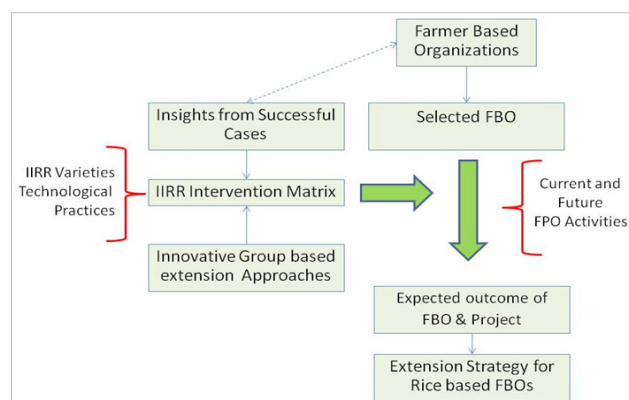 Farmer Based
Organizations
Insights from Successful
Cases
Selected FBO
IIRR Varieties
Technological
Practices
IIRR Intervention Matrix
Current and
Future
FPO Activities
Innovative Group based
extension Approaches
Expected outcome of
FBO & Project
Extension Strategy for
Rice based FBOs